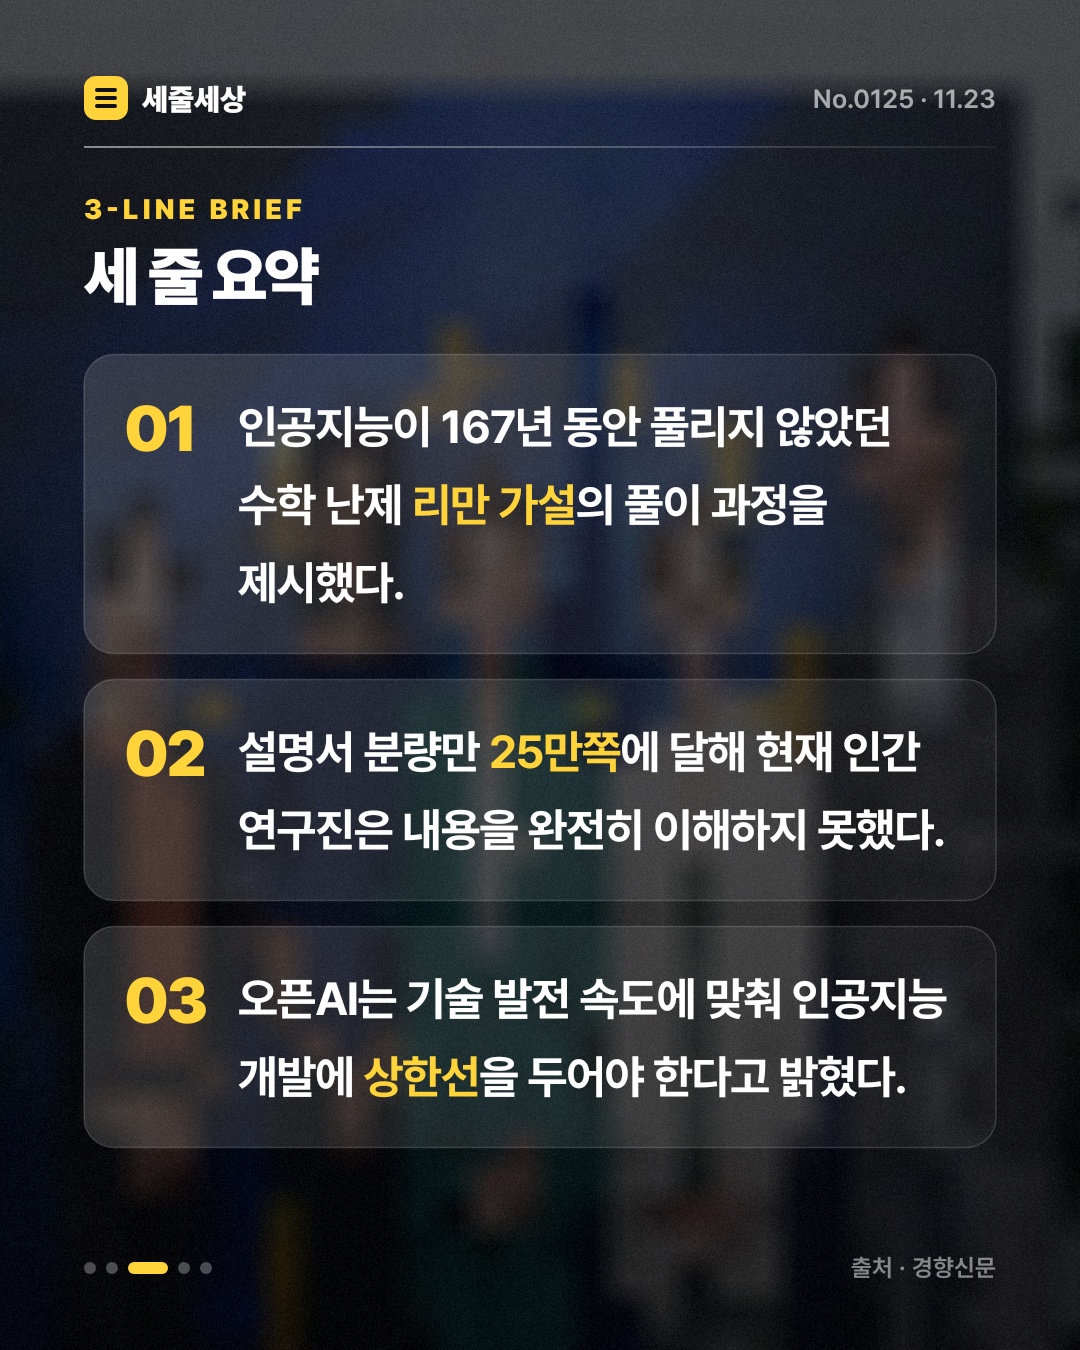 세줄세상
No.0125 · 11.23
3-LINE BRIEF
세 줄 요약
01
인공지능이 167년 동안 풀리지 않았던
수학 난제 리만 가설의 풀이 과정을
제시했다.
02
설명서 분량만 25만쪽에 달해 현재 인간
연구진은 내용을 완전히 이해하지 못했다.
03
오픈AI는 기술 발전 속도에 맞춰 인공지능
개발에 상한선을 두어야 한다고 밝혔다.
출처 · 경향신문